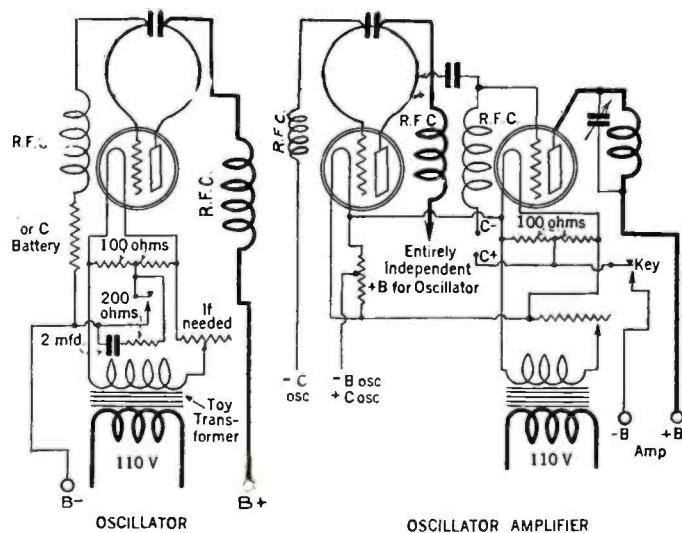 R.F.C.
or C
Battery
100 ohms
200
ohms
2 mfd
If
needed
R.F.C.
Toy
Trans-
former
110 V
B-
B+
OSCILLATOR
R.F.C.
R.F.C
R.F.C.
Entirely
Independent
+B for Oscillator
C-
C+
100 ohms
Key
- C
osc
- B osc
+ C osc
-B
+B
Amp
110 V
OSCILLATOR AMPLIFIER